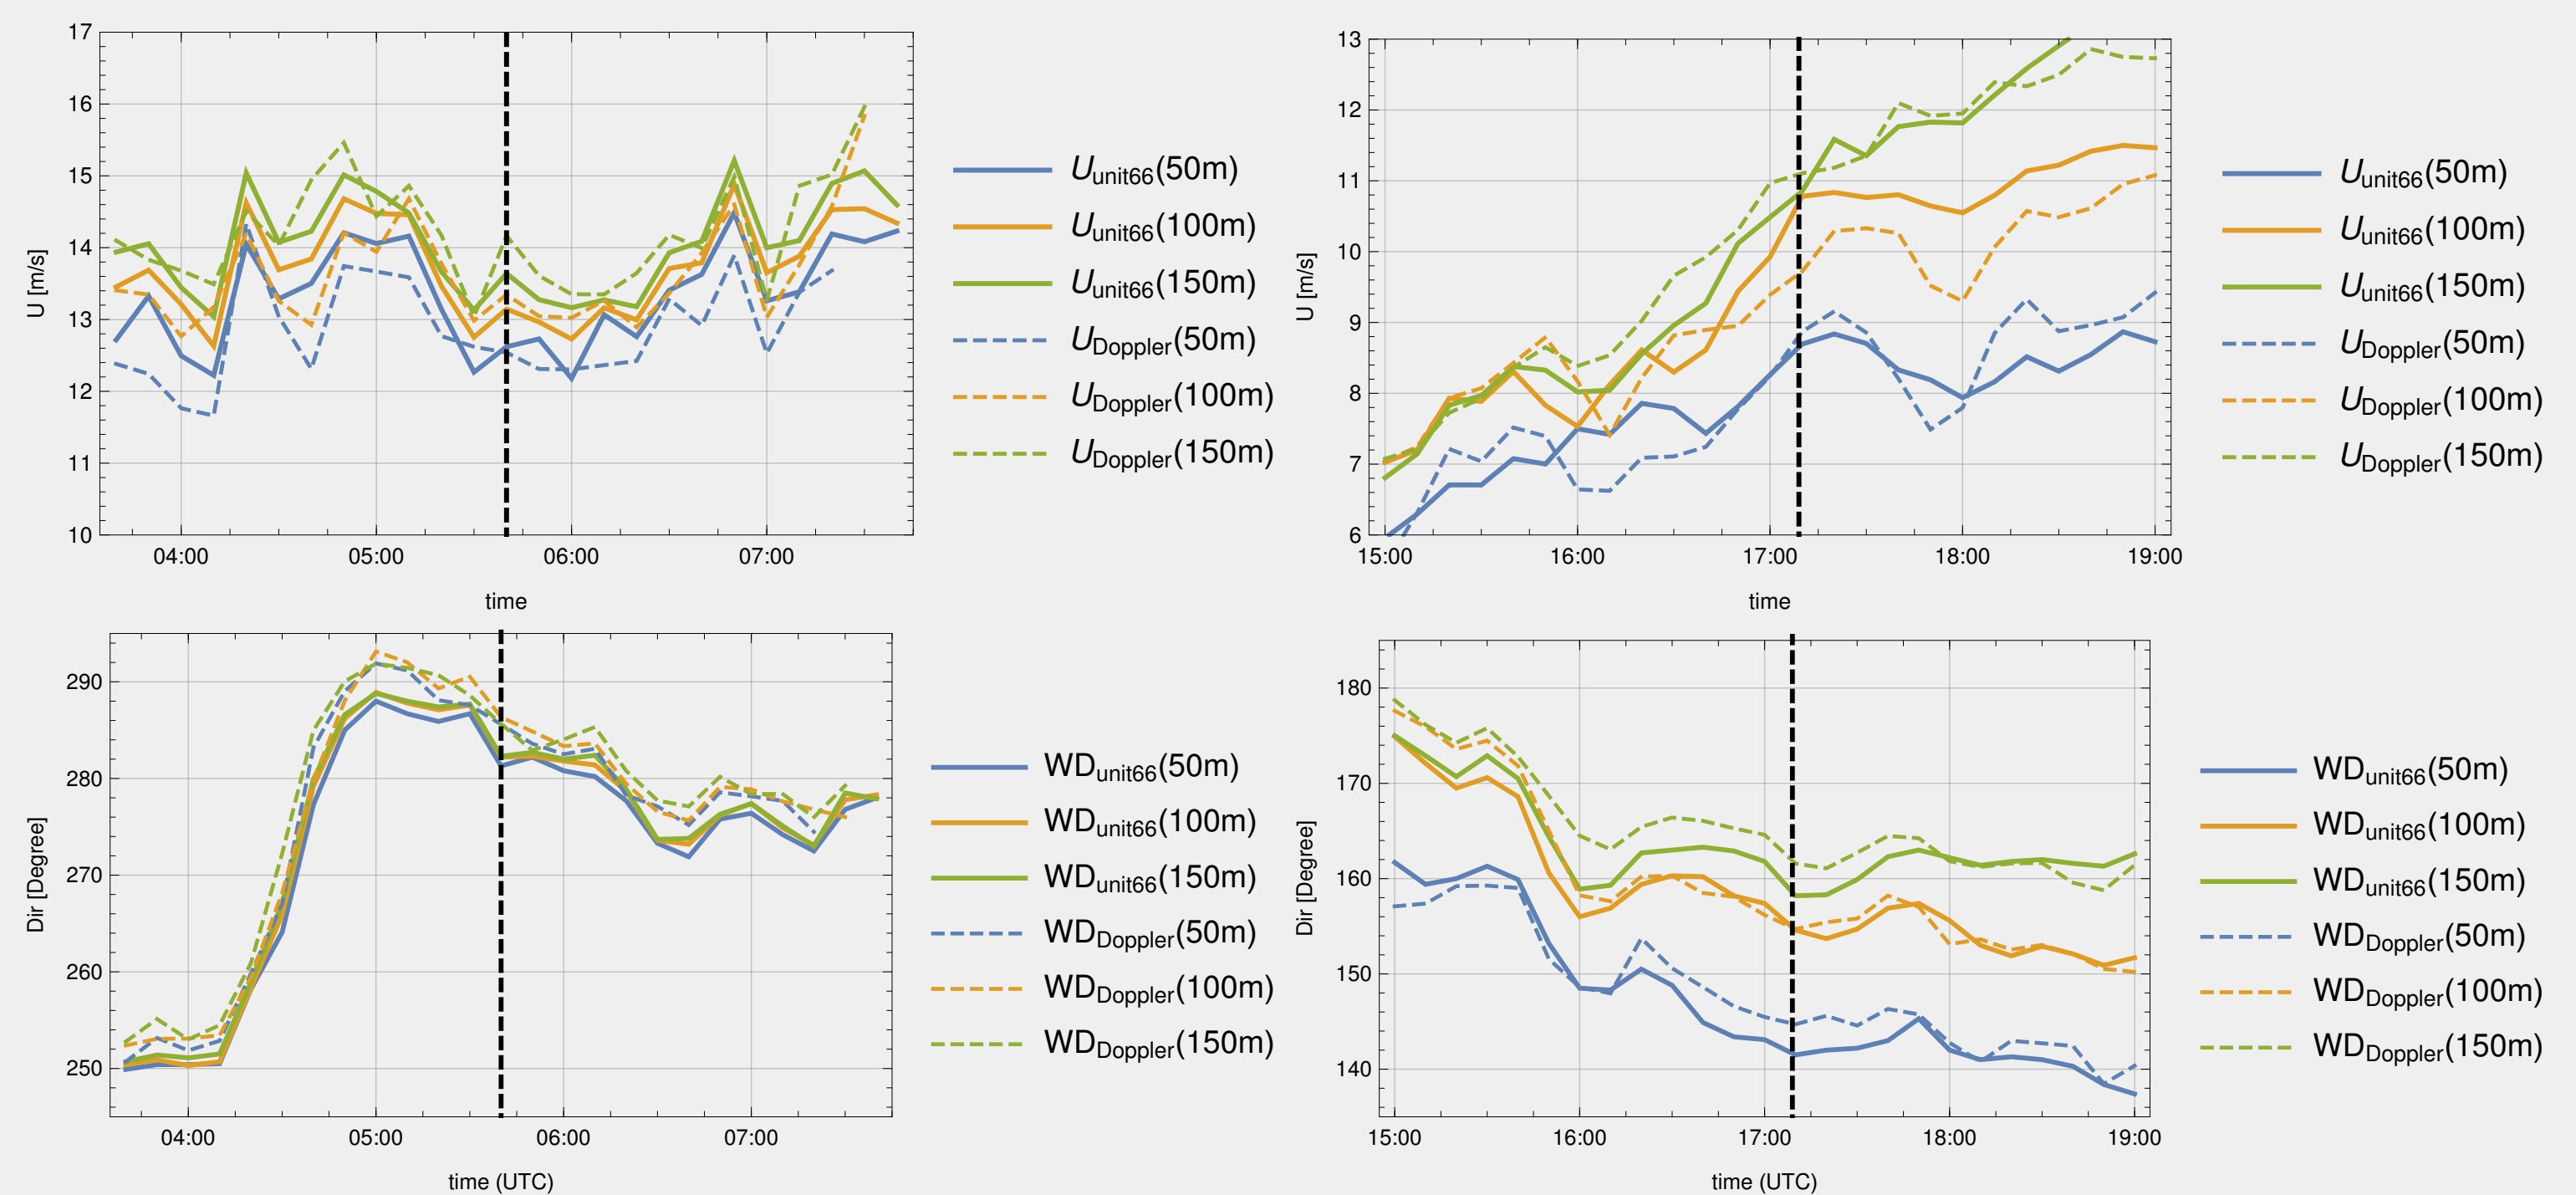 17
16
15
14
13
12
11
10
U [m/s]
04:00 05:00 06:00 07:00
time
U_unit66(50m)
U_unit66(100m)
U_unit66(150m)
U_Doppler(50m)
U_Doppler(100m)
U_Doppler(150m)
13
12
11
10
9
8
7
6
U [m/s]
15:00 16:00 17:00 18:00 19:00
time
U_unit66(50m)
U_unit66(100m)
U_unit66(150m)
U_Doppler(50m)
U_Doppler(100m)
U_Doppler(150m)
290
280
270
260
250
Dir [Degree]
04:00 05:00 06:00 07:00
time (UTC)
WD_unit66(50m)
WD_unit66(100m)
WD_unit66(150m)
WD_Doppler(50m)
WD_Doppler(100m)
WD_Doppler(150m)
180
170
160
150
140
Dir [Degree]
15:00 16:00 17:00 18:00 19:00
time (UTC)
WD_unit66(50m)
WD_unit66(100m)
WD_unit66(150m)
WD_Doppler(50m)
WD_Doppler(100m)
WD_Doppler(150m)